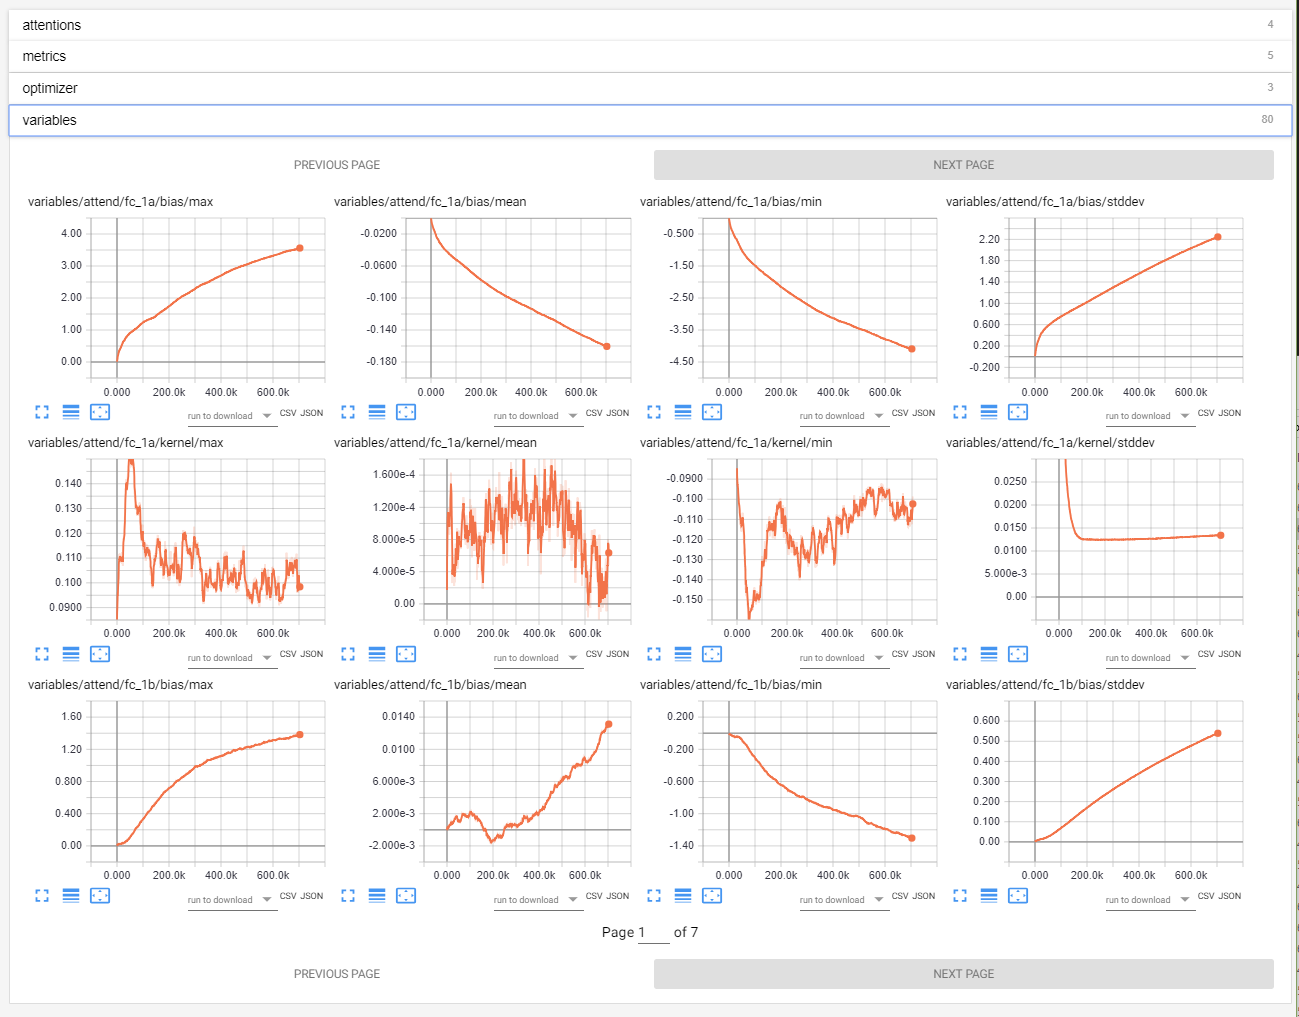 attentions 4
metrics 5
optimizer 3
variables 80
PREVIOUS PAGE NEXT PAGE
variables/attend/fc_1a/bias/max
4.00
3.00
2.00
1.00
0.00
0.000 200.0k 400.0k 600.0k
run to download CSV JSON
variables/attend/fc_1a/bias/mean
-0.0200
-0.0600
-0.100
-0.140
-0.180
0.000 200.0k 400.0k 600.0k
run to download CSV JSON
variables/attend/fc_1a/bias/min
-0.500
-1.50
-2.50
-3.50
-4.50
0.000 200.0k 400.0k 600.0k
run to download CSV JSON
variables/attend/fc_1a/bias/stddev
2.20
1.80
1.40
1.00
0.600
0.200
-0.200
0.000 200.0k 400.0k 600.0k
run to download CSV JSON
variables/attend/fc_1a/kernel/max
0.140
0.130
0.120
0.110
0.100
0.0900
0.000 200.0k 400.0k 600.0k
run to download CSV JSON
variables/attend/fc_1a/kernel/mean
1.600e-4
1.200e-4
8.000e-5
4.000e-5
0.00
0.000 200.0k 400.0k 600.0k
run to download CSV JSON
variables/attend/fc_1a/kernel/min
-0.0900
-0.100
-0.110
-0.120
-0.130
-0.140
-0.150
0.000 200.0k 400.0k 600.0k
run to download CSV JSON
variables/attend/fc_1a/kernel/stddev
0.0250
0.0200
0.0150
0.0100
5.000e-3
0.00
0.000 200.0k 400.0k 600.0k
run to download CSV JSON
variables/attend/fc_1b/bias/max
1.60
1.20
0.800
0.400
0.00
0.000 200.0k 400.0k 600.0k
run to download CSV JSON
variables/attend/fc_1b/bias/mean
0.0140
0.0100
6.000e-3
2.000e-3
-2.000e-3
0.000 200.0k 400.0k 600.0k
run to download CSV JSON
variables/attend/fc_1b/bias/min
0.200
-0.200
-0.600
-1.00
-1.40
0.000 200.0k 400.0k 600.0k
run to download CSV JSON
variables/attend/fc_1b/bias/stddev
0.600
0.500
0.400
0.300
0.200
0.100
0.00
0.000 200.0k 400.0k 600.0k
run to download CSV JSON
Page 1 of 7
PREVIOUS PAGE NEXT PAGE